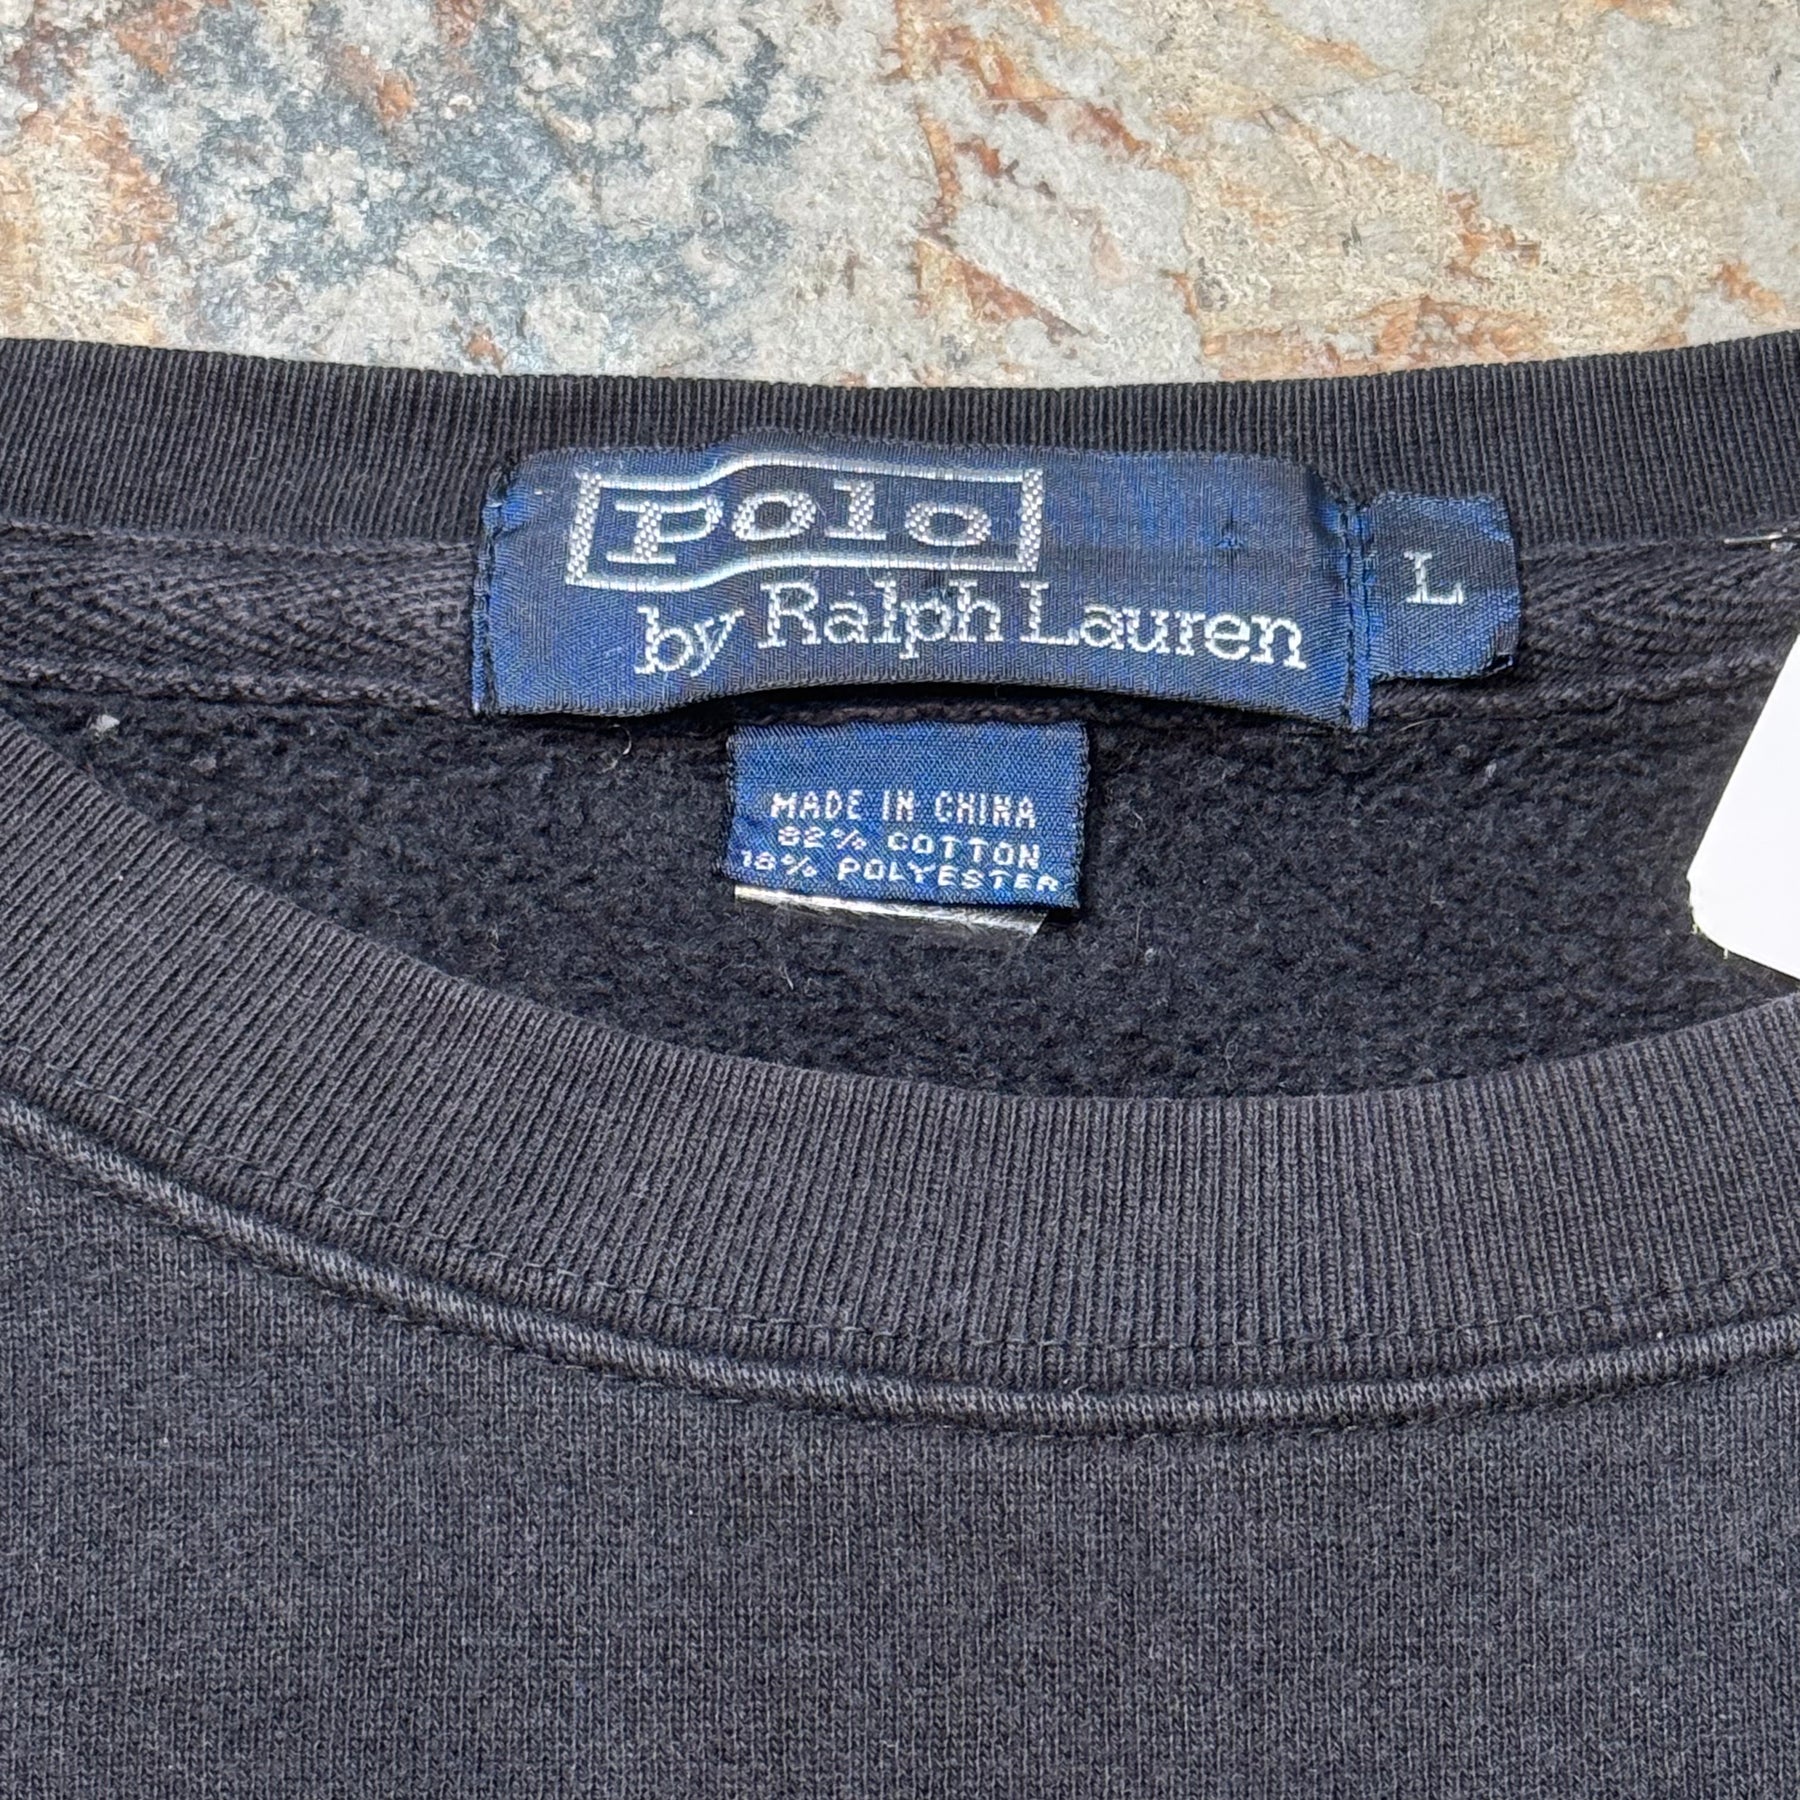 Polo
by Ralph Lauren
L
MADE IN CHINA
82% COTTON
18% POLYESTER